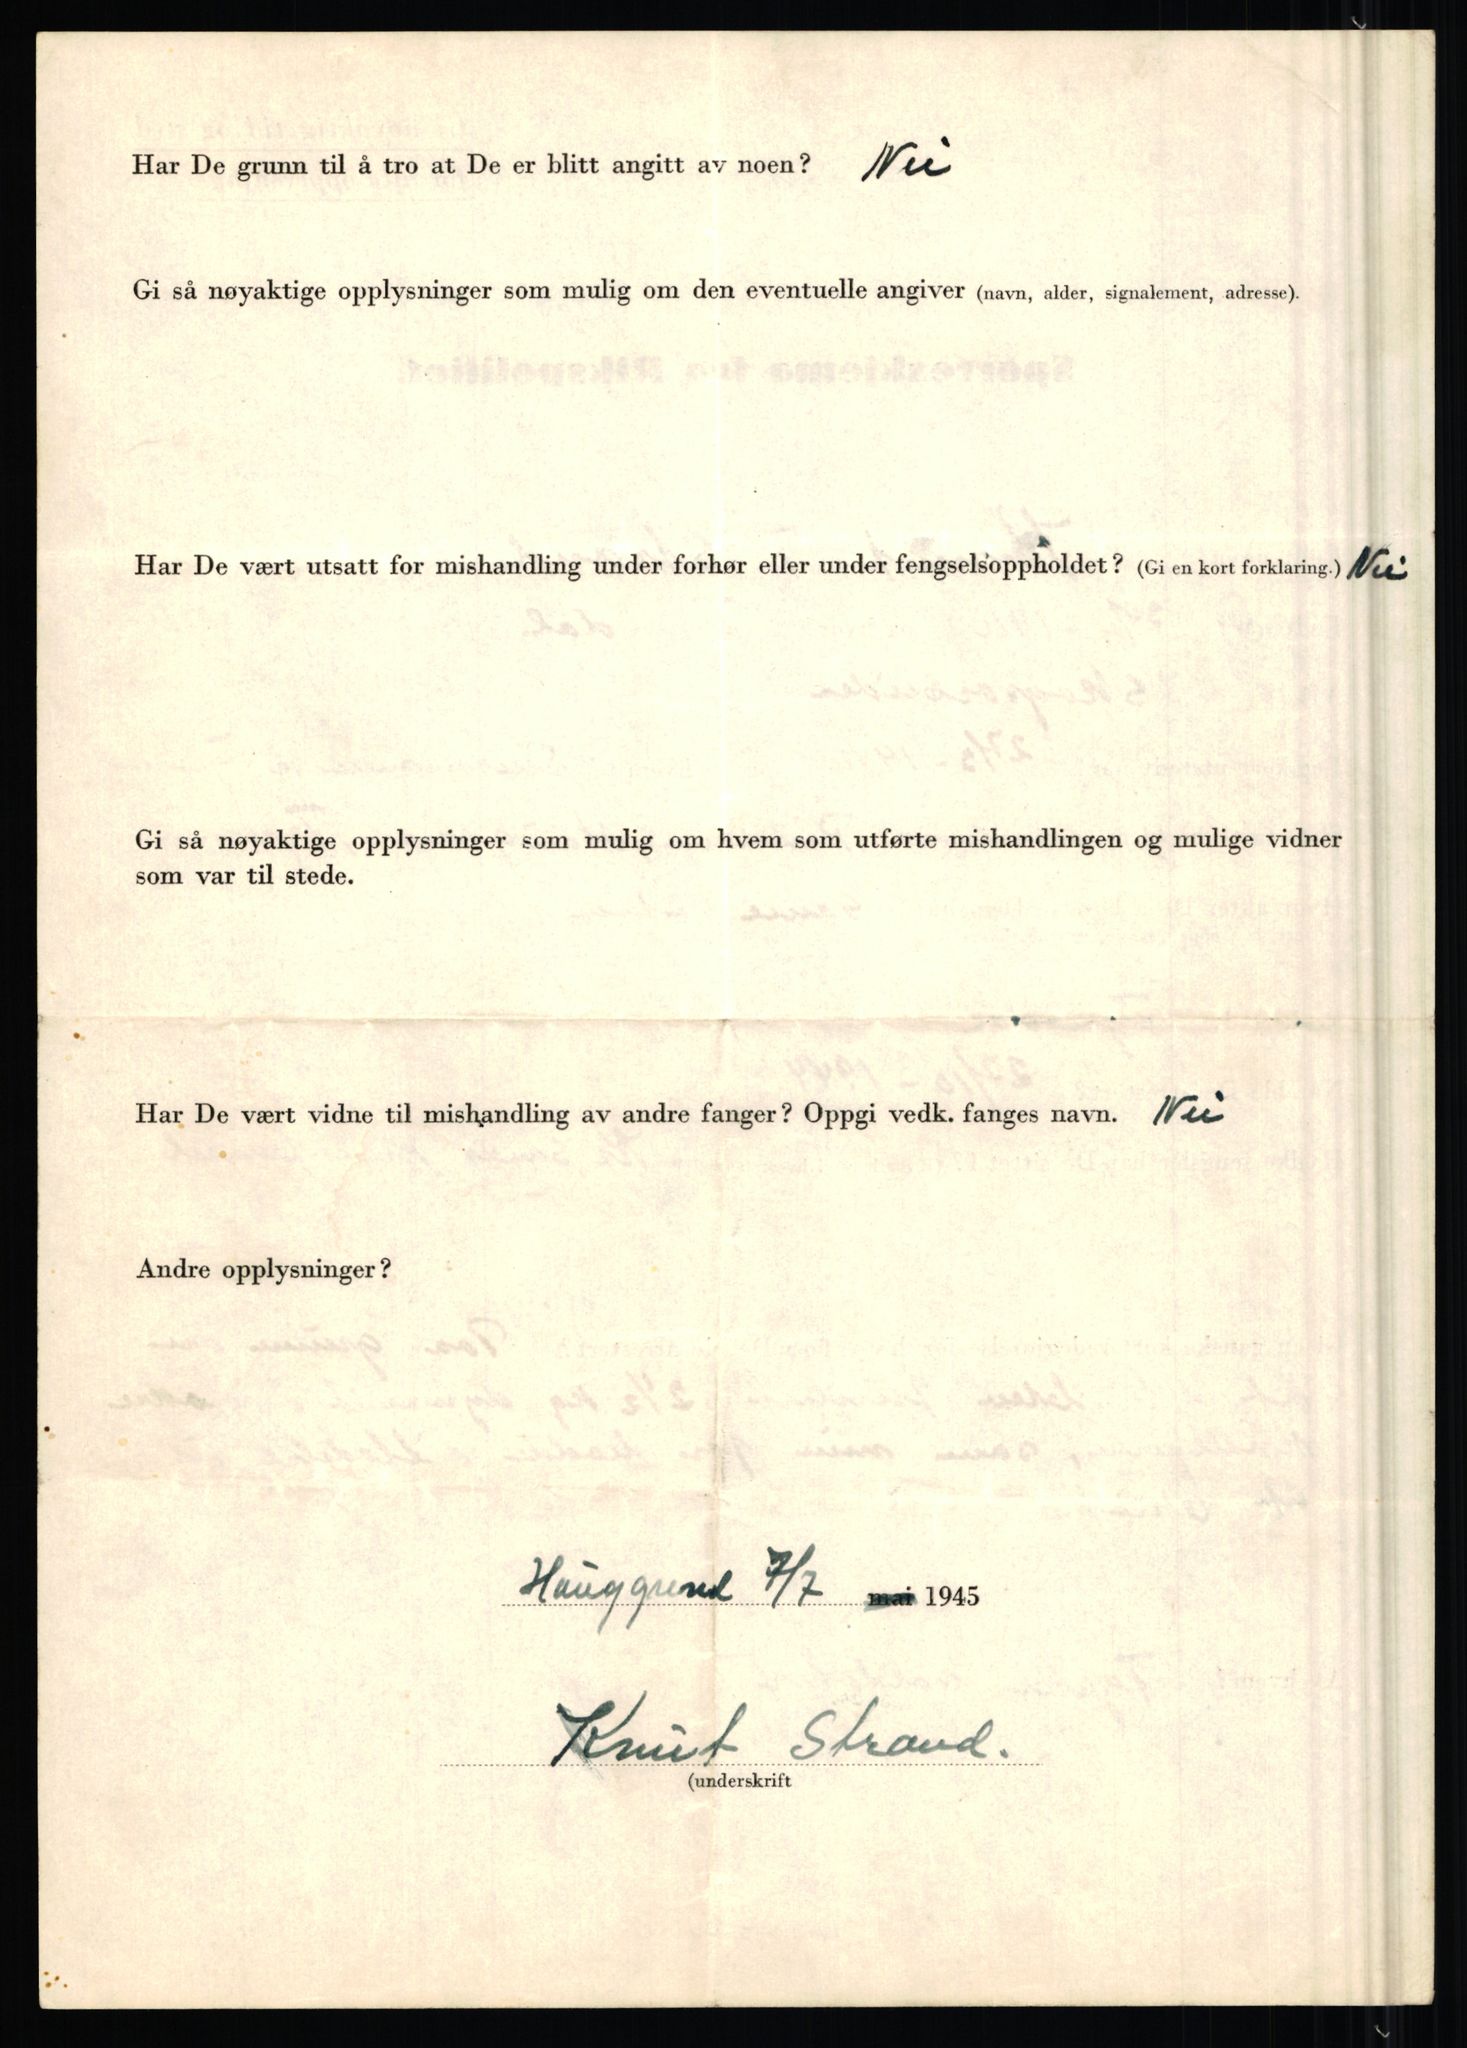 Har De grunn til å tro at De er blitt angitt av noen? Nei
Gi så nøyaktige opplysninger som mulig om den eventuelle angiver (navn, alder, signalement, adresse).
Har De vært utsatt for mishandling under forhør eller under fengselsoppholdet? (Gi en kort forklaring.) Nei
Gi så nøyaktige opplysninger som mulig om hvem som utførte mishandlingen og mulige vidner
som var til stede.
Har De vært vidne til mishandling av andre fanger? Oppgi vedk. fanges navn. Nei
Andre opplysninger?
Hauggrend 7/7 mai 1945
Knut Strand.
(underskrift